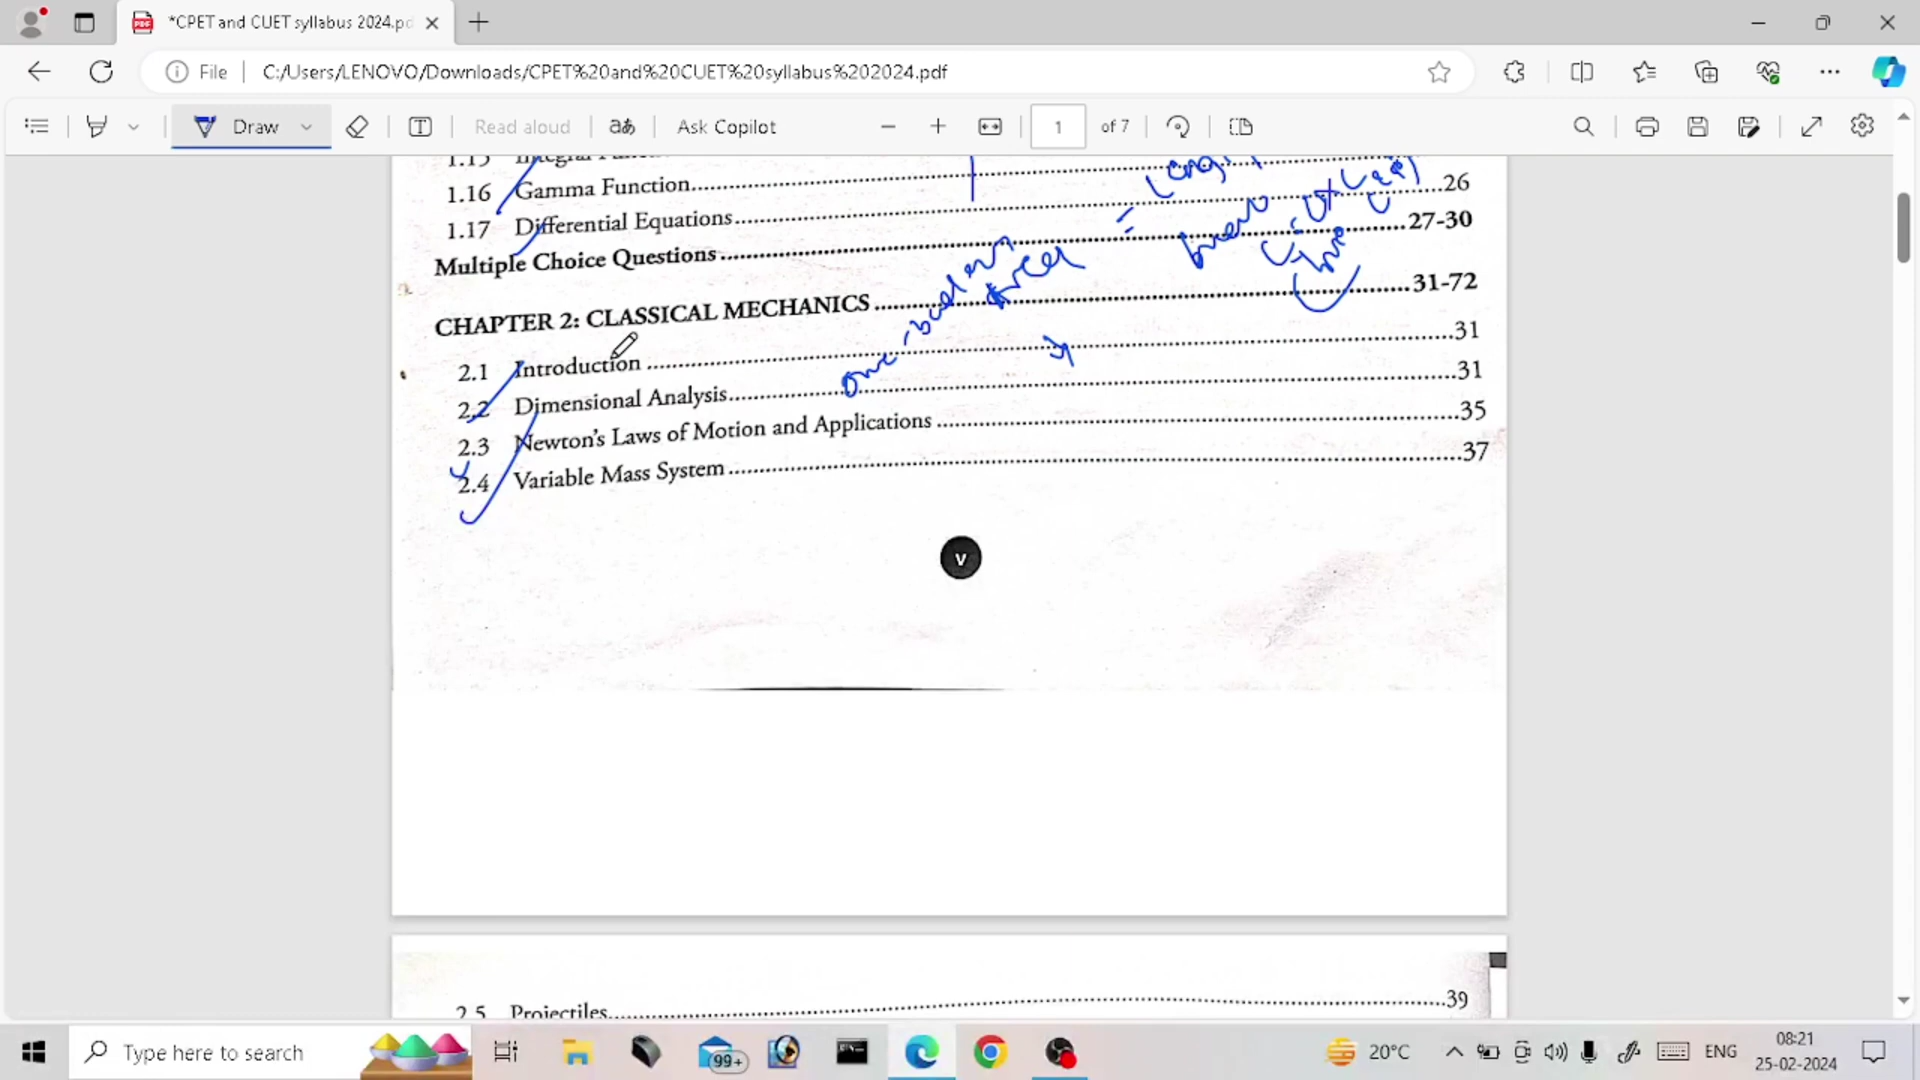 *CPET and CUET syllabus 2024.pd
File
C:/Users/LENOVO/Downloads/CPET%20and%20CUET%20syllabus%202024.pdf
Draw
Read aloud
Ask Copilot
1
of 7
1.15
1.16 Gamma Function
1.17 Differential Equations 26
Multiple Choice Questions 27-30
CHAPTER 2: CLASSICAL MECHANICS 31-72
2.1 Introduction 31
2.2 Dimensional Analysis 31
2.3 Newton's Laws of Motion and Applications 35
2.4 Variable Mass System 37
v
2.5 Projectiles 39
Type here to search
99+
20°C
ENG
08:21
25-02-2024